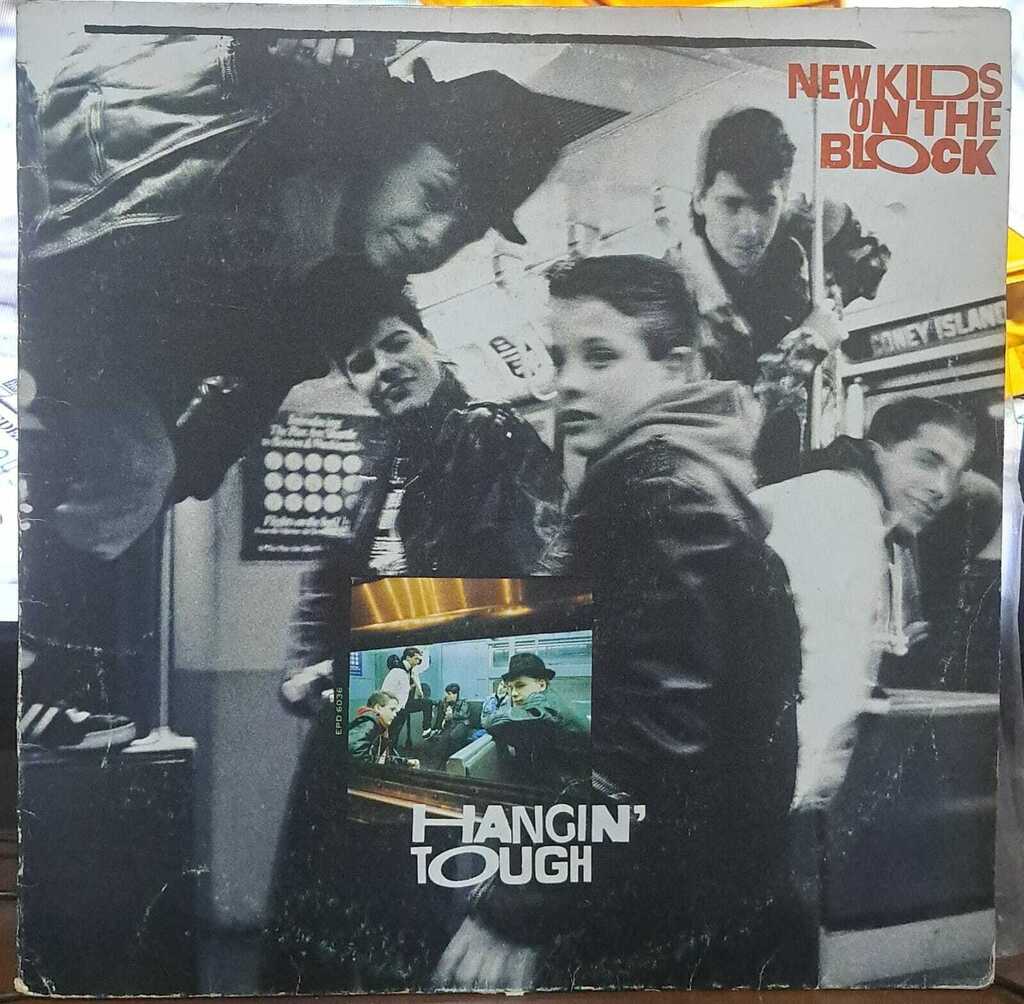 NEW KIDS
ON THE
BLOCK
CONEY ISLAND
EPD 6036
HANGIN'
TOUGH